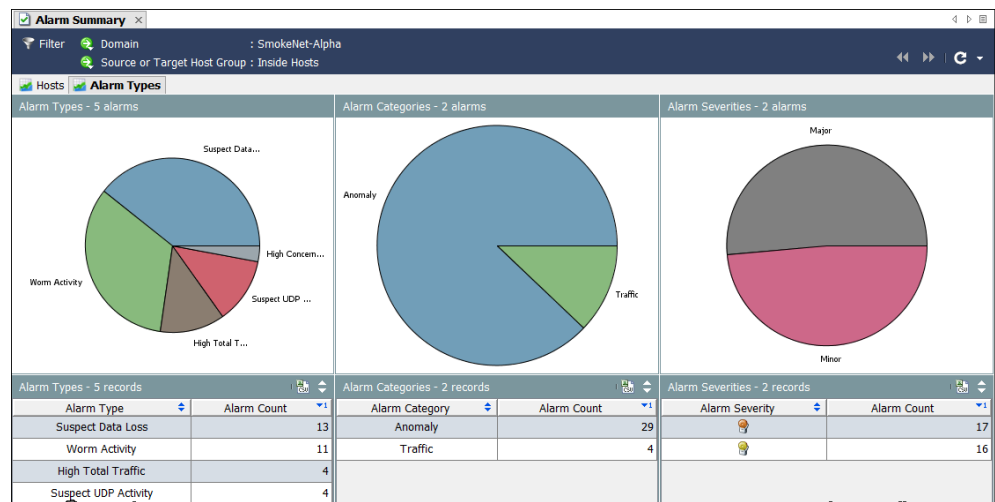 Alarm Summary ×
Filter Domain : SmokeNet-Alpha
Source or Target Host Group : Inside Hosts
Hosts Alarm Types
Alarm Types - 5 alarms
Suspect Data...
Worm Activity
High Concern...
Suspect UDP ...
High Total T...
Alarm Categories - 2 alarms
Anomaly
Traffic
Alarm Severities - 2 alarms
Major
Minor
Alarm Types - 5 records
Alarm Type Alarm Count 1
Suspect Data Loss 13
Worm Activity 11
High Total Traffic 4
Suspect UDP Activity 4
Alarm Categories - 2 records
Alarm Category Alarm Count 1
Anomaly 29
Traffic 4
Alarm Severities - 2 records
Alarm Severity Alarm Count 1
17
16